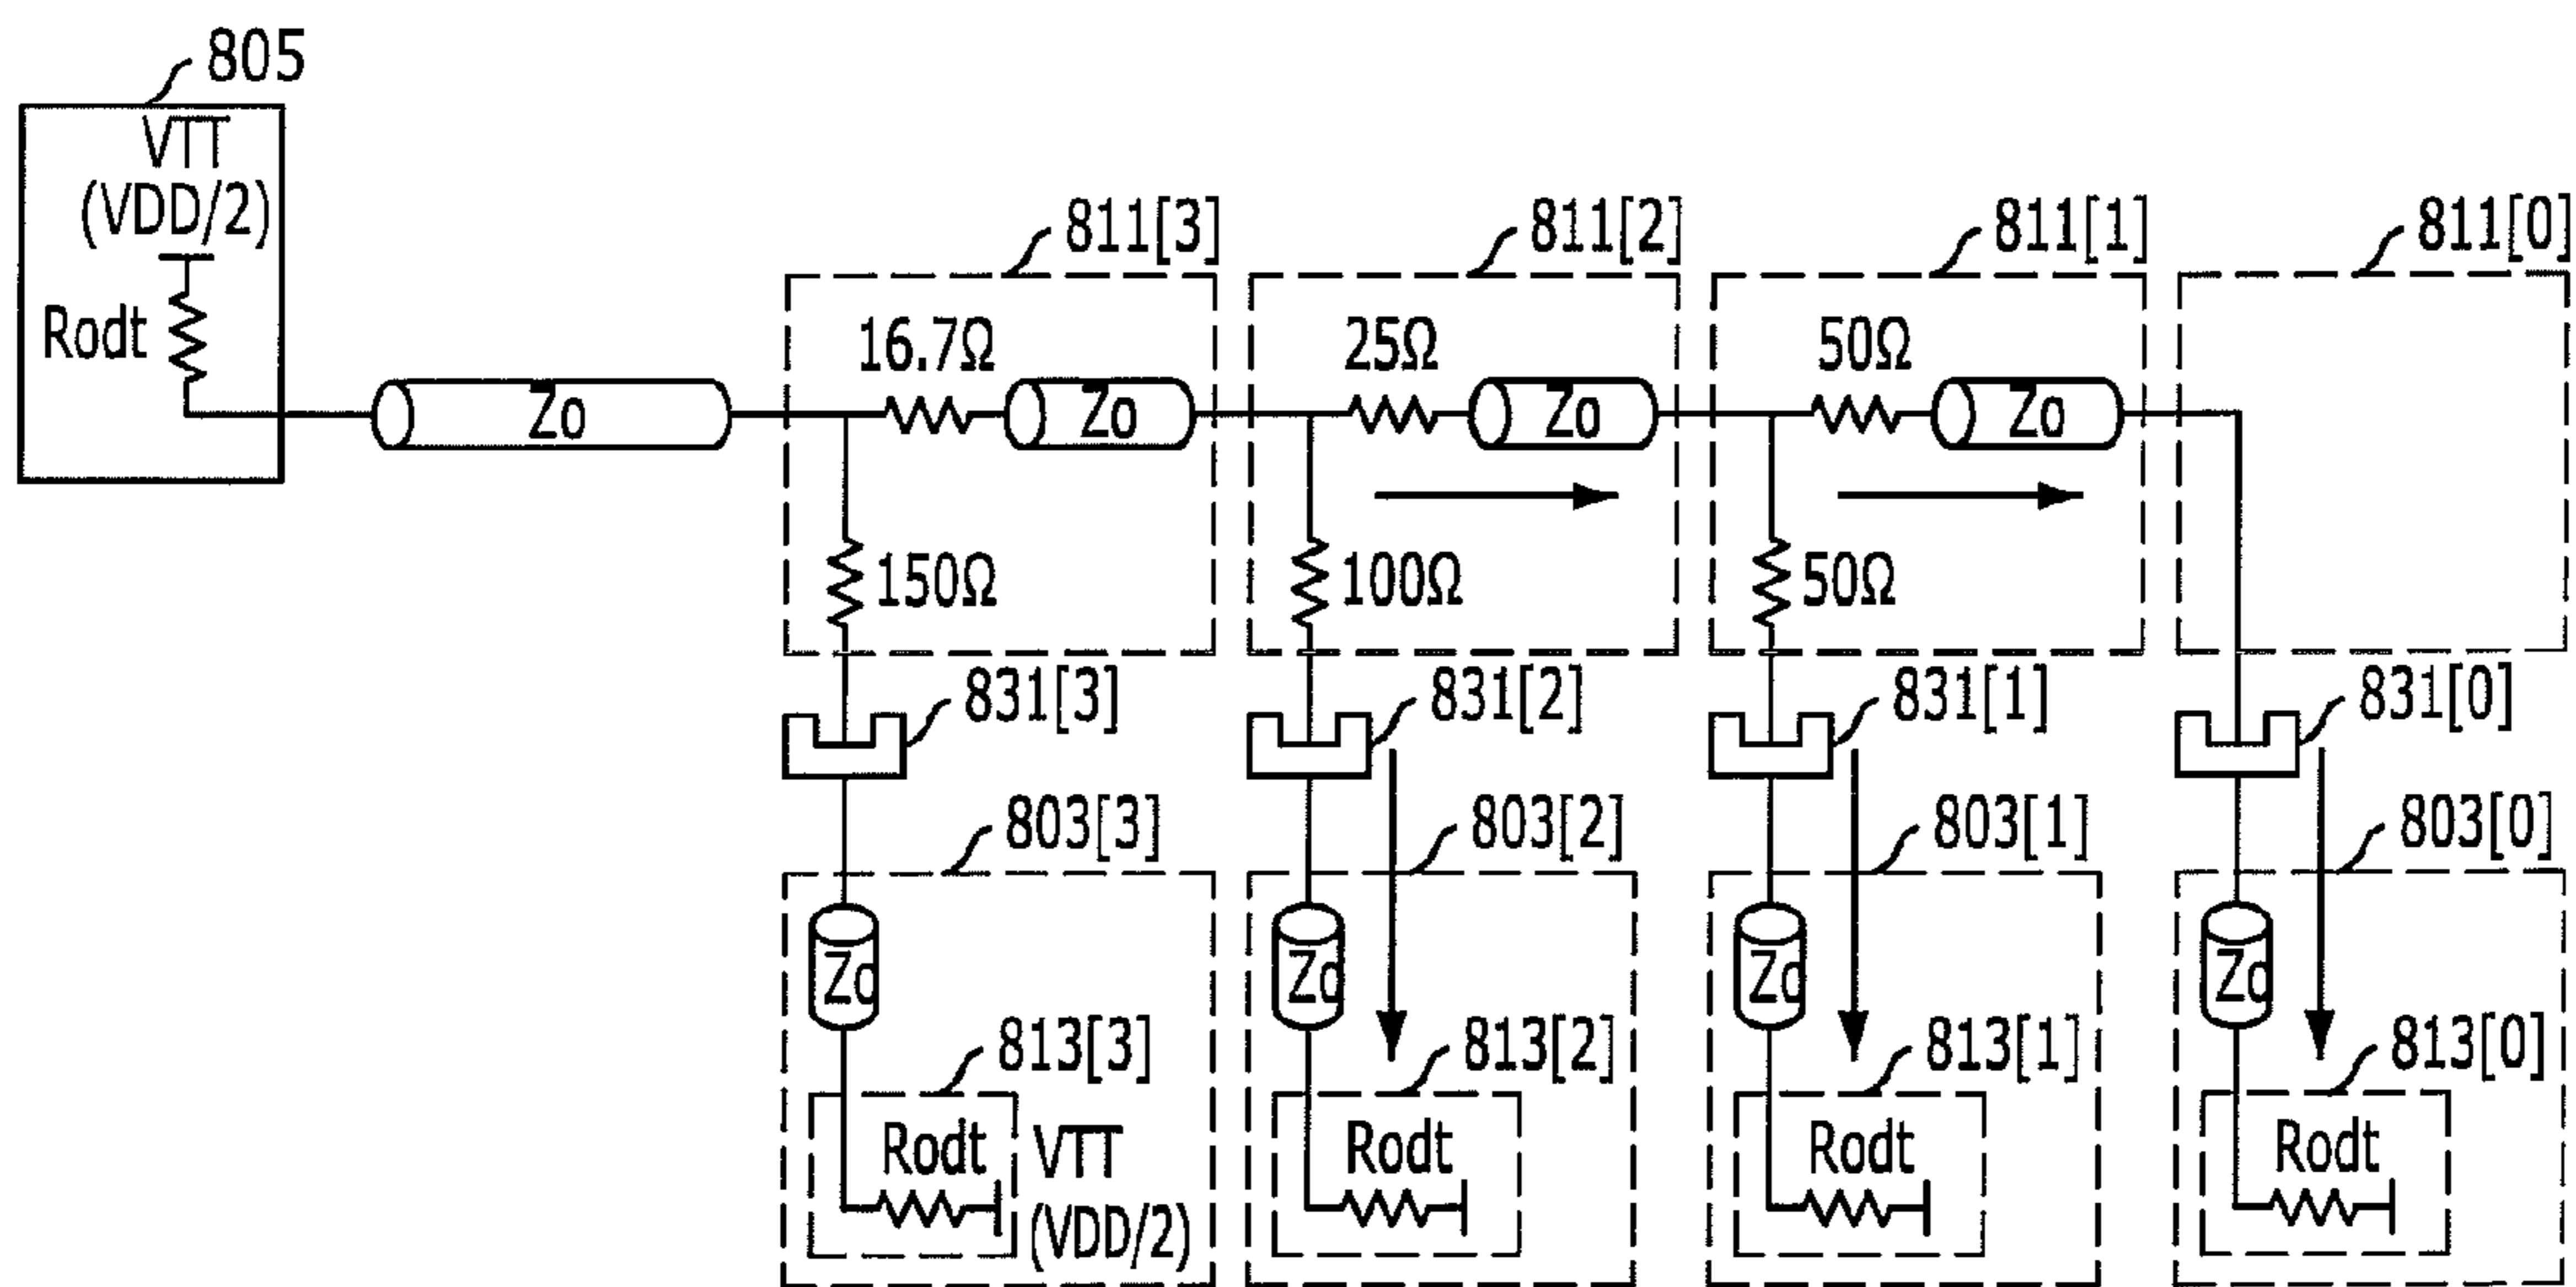 805
VTT
(VDD/2)
Rodt
Zo
811[3]
16.7Ω
Zo
150Ω
811[2]
25Ω
Zo
100Ω
811[1]
50Ω
Zo
50Ω
811[0]
831[3]
831[2]
831[1]
831[0]
803[3]
803[2]
803[1]
803[0]
Zo
Zo
Zo
Zo
813[3]
813[2]
813[1]
813[0]
Rodt
VTT
(VDD/2)
Rodt
Rodt
Rodt